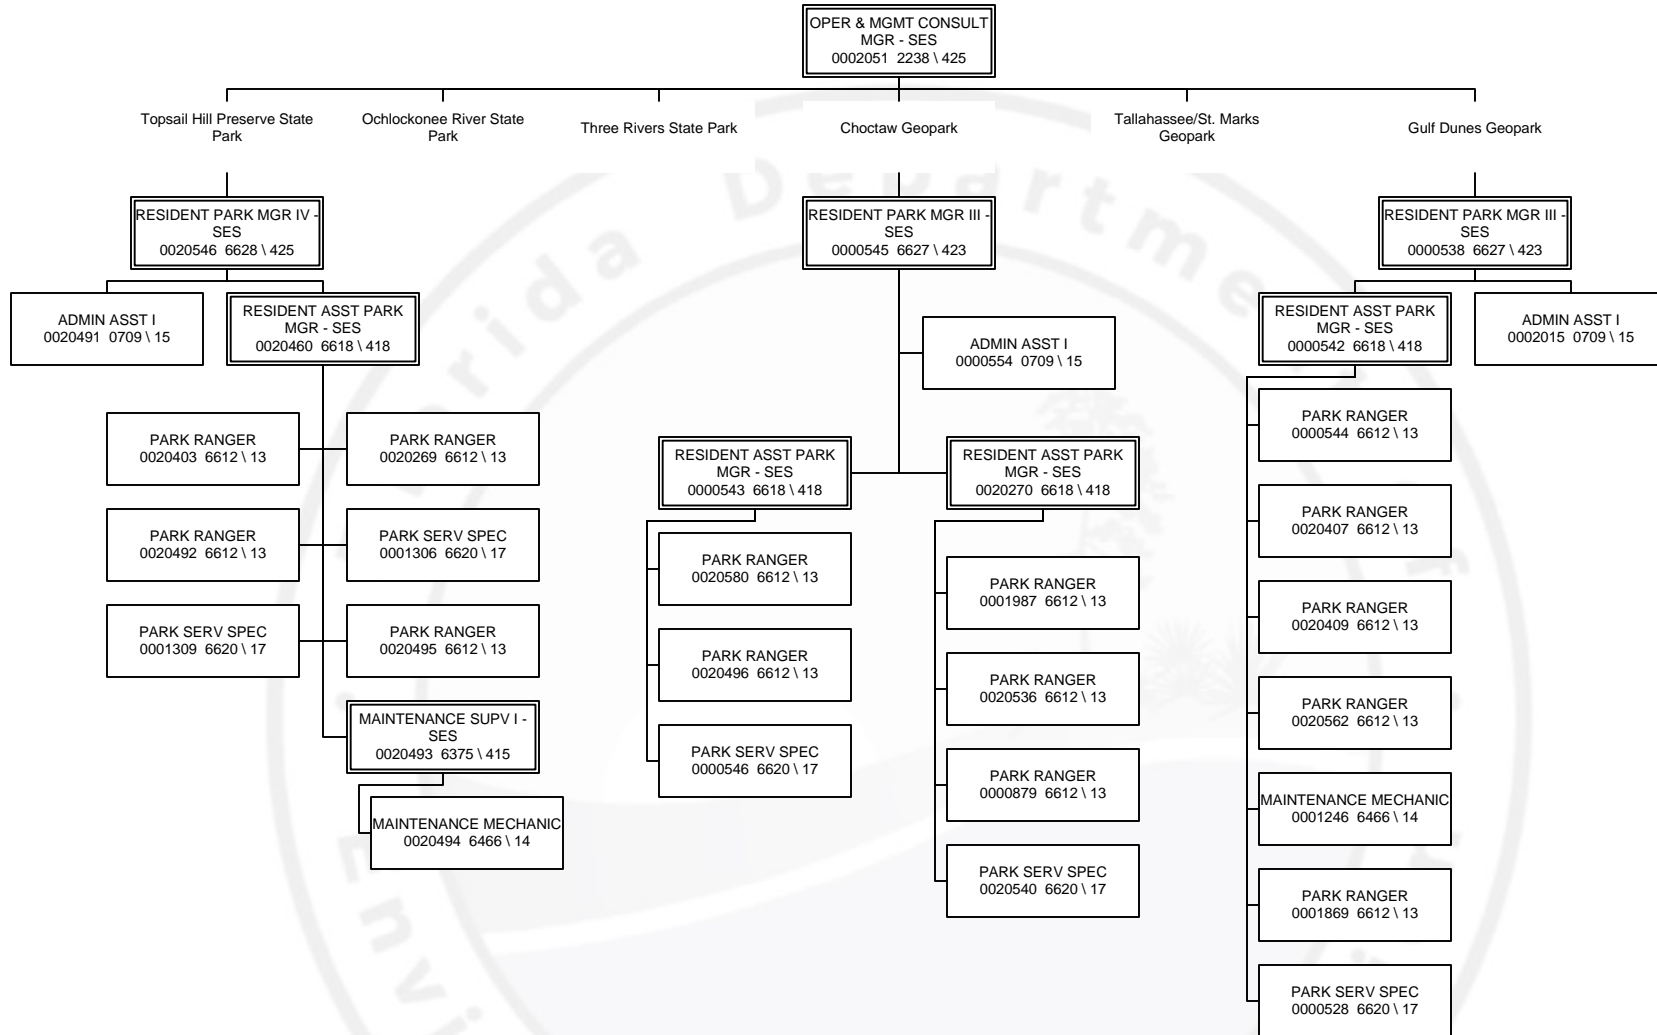 OPER & MGMT CONSULT
MGR - SES
0002051  2238 \ 425
Topsail Hill Preserve State
Park
Ochlockonee River State
Park
Three Rivers State Park
Choctaw Geopark
Tallahassee/St. Marks
Geopark
Gulf Dunes Geopark
RESIDENT PARK MGR IV -
SES
0020546  6628 \ 425
ADMIN ASST I
0020491  0709 \ 15
RESIDENT ASST PARK
MGR - SES
0020460  6618 \ 418
PARK RANGER
0020403  6612 \ 13
PARK RANGER
0020269  6612 \ 13
PARK RANGER
0020492  6612 \ 13
PARK SERV SPEC
0001306  6620 \ 17
PARK SERV SPEC
0001309  6620 \ 17
PARK RANGER
0020495  6612 \ 13
MAINTENANCE SUPV I -
SES
0020493  6375 \ 415
MAINTENANCE MECHANIC
0020494  6466 \ 14
RESIDENT PARK MGR III -
SES
0000545  6627 \ 423
ADMIN ASST I
0000554  0709 \ 15
RESIDENT ASST PARK
MGR - SES
0000543  6618 \ 418
PARK RANGER
0020580  6612 \ 13
PARK RANGER
0020496  6612 \ 13
PARK SERV SPEC
0000546  6620 \ 17
RESIDENT ASST PARK
MGR - SES
0020270  6618 \ 418
PARK RANGER
0001987  6612 \ 13
PARK RANGER
0020536  6612 \ 13
PARK RANGER
0000879  6612 \ 13
PARK SERV SPEC
0020540  6620 \ 17
RESIDENT PARK MGR III -
SES
0000538  6627 \ 423
RESIDENT ASST PARK
MGR - SES
0000542  6618 \ 418
ADMIN ASST I
0002015  0709 \ 15
PARK RANGER
0000544  6612 \ 13
PARK RANGER
0020407  6612 \ 13
PARK RANGER
0020409  6612 \ 13
PARK RANGER
0020562  6612 \ 13
MAINTENANCE MECHANIC
0001246  6466 \ 14
PARK RANGER
0001869  6612 \ 13
PARK SERV SPEC
0000528  6620 \ 17